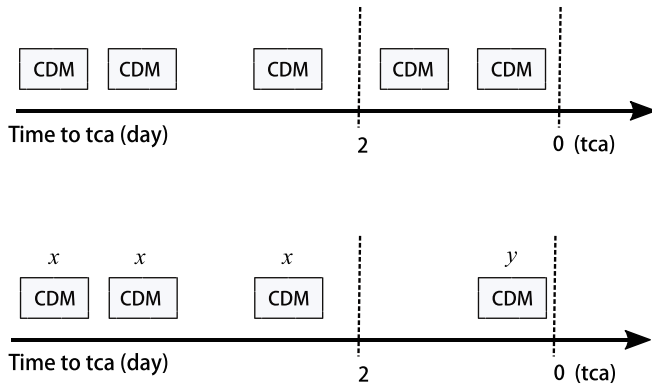 CDM CDM CDM CDM CDM
Time to tca (day)
2
0 (tca)
x x x y
CDM CDM CDM CDM
Time to tca (day)
2
0 (tca)